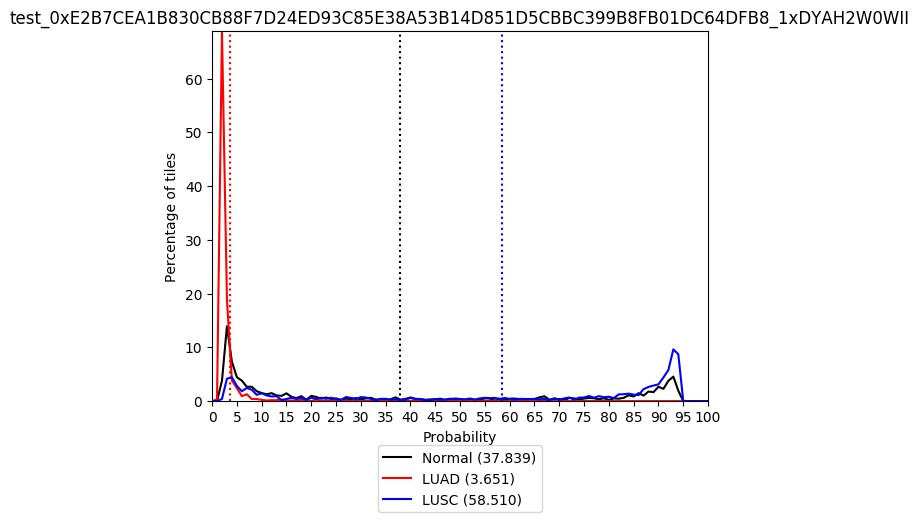 test_0xE2B7CEA1B830CB88F7D24ED93C85E38A53B14D851D5CBBC399B8FB01DC64DFB8_1xDYAH2W0WII
60
50
40
30
20
10
0
Percentage of tiles
0 5 10 15 20 25 30 35 40 45 50 55 60 65 70 75 80 85 90 95 100
Probability
Normal (37.839)
LUAD (3.651)
LUSC (58.510)